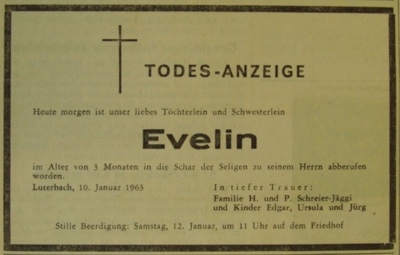 TODES-ANZEIGE
Heute morgen ist unser liebes Töchterlein und Schwesterlein
Evelin
im Alter von 3 Monaten in die Schar der Seligen zu seinem Herrn abberufen
worden.
Luterbach, 10. Januar 1963
In tiefer Trauer:
Familie H. und P. Schreier-Jäggi
und Kinder Edgar, Ursula und Jürg
Stille Beerdigung: Samstag, 12. Januar, um 11 Uhr auf dem Friedhof